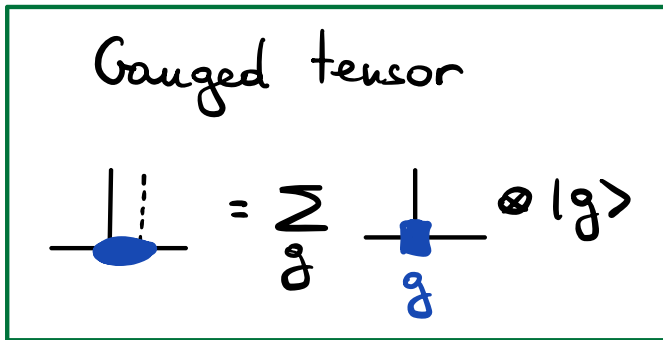 Gauged tensor
= Σ ⊗ |g>
g
g